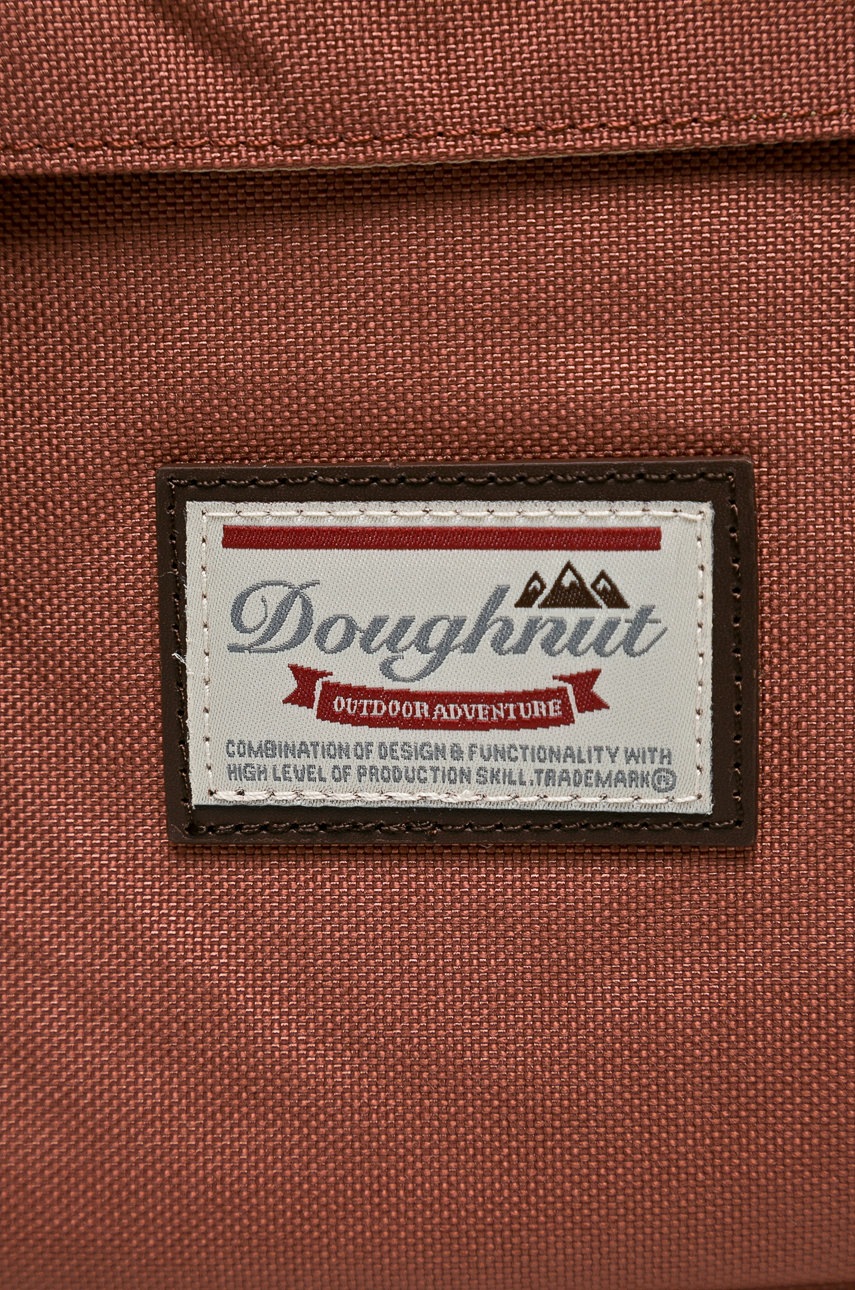 Doughnut
OUTDOOR ADVENTURE
COMBINATION OF DESIGN & FUNCTIONALITY WITH
HIGH LEVEL OF PRODUCTION SKILL.TRADEMARK®